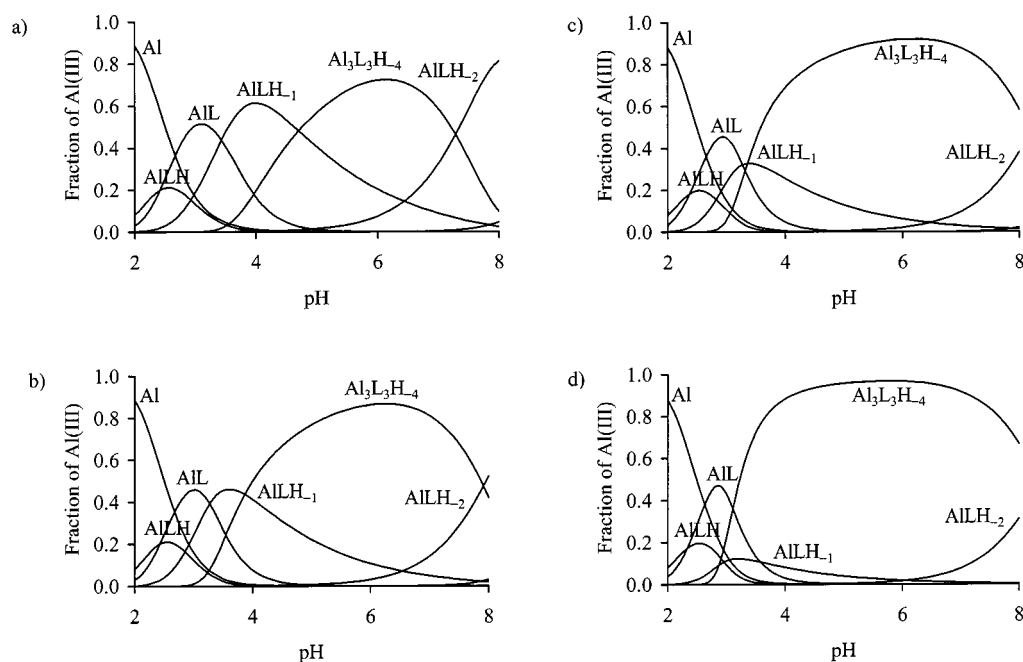 a)
Fraction of Al(III)
1.0
0.8
0.6
0.4
0.2
0.0
Al
AlLH
AlL
AlLH₋₁
Al₃L₃H₋₄
AlLH₋₂
2 4 6 8
pH
c)
Fraction of Al(III)
1.0
0.8
0.6
0.4
0.2
0.0
Al
AlLH
AlL
AlLH₋₁
Al₃L₃H₋₄
AlLH₋₂
2 4 6 8
pH
b)
Fraction of Al(III)
1.0
0.8
0.6
0.4
0.2
0.0
Al
AlLH
AlL
AlLH₋₁
Al₃L₃H₋₄
AlLH₋₂
2 4 6 8
pH
d)
Fraction of Al(III)
1.0
0.8
0.6
0.4
0.2
0.0
Al
AlLH
AlL
AlLH₋₁
Al₃L₃H₋₄
AlLH₋₂
2 4 6 8
pH